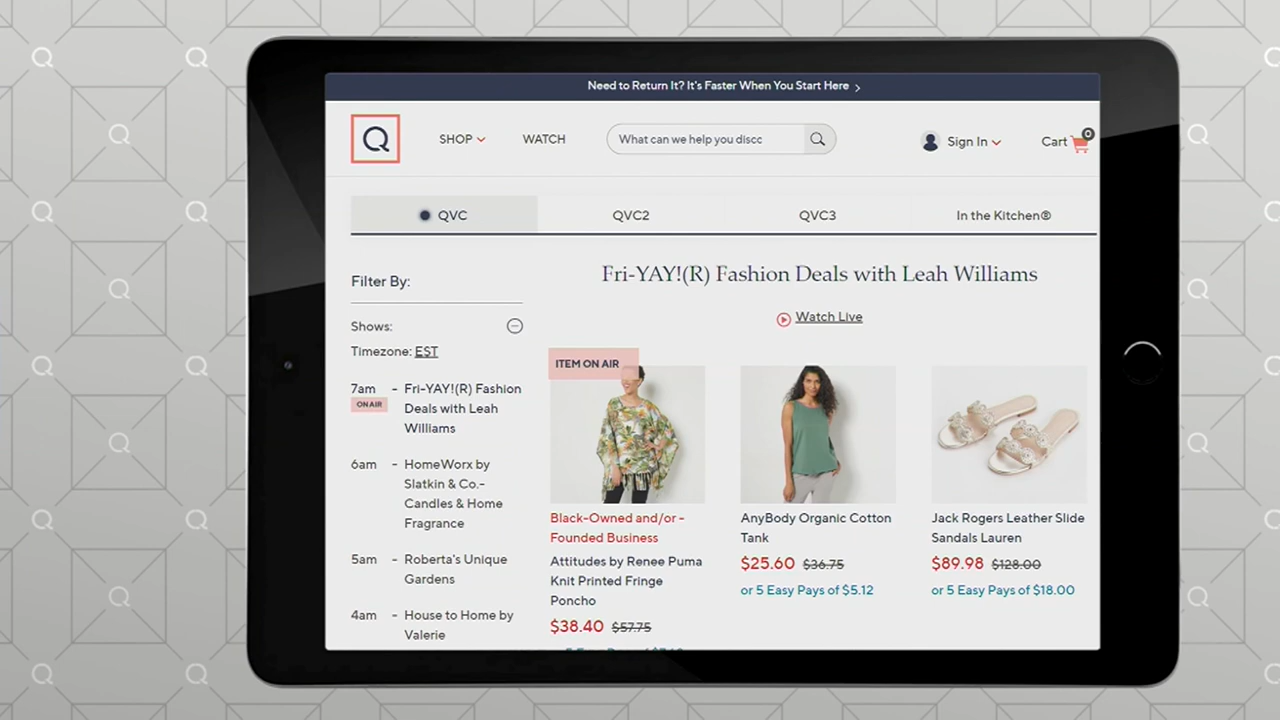 Need to Return It? It's Faster When You Start Here
Q
SHOP
WATCH
What can we help you discc
Sign In
Cart
0
QVC
QVC2
QVC3
In the Kitchen®
Filter By:
Shows:
Timezone: EST
7am - Fri-YAY!(R) Fashion
ON AIR
Deals with Leah
Williams
6am - HomeWorx by
Slatkin & Co.-
Candles & Home
Fragrance
5am - Roberta's Unique
Gardens
4am - House to Home by
Valerie
Fri-YAY!(R) Fashion Deals with Leah Williams
Watch Live
ITEM ON AIR
Black-Owned and/or -
Founded Business
Attitudes by Renee Puma
Knit Printed Fringe
Poncho
$38.40 $57.75
AnyBody Organic Cotton
Tank
$25.60 $36.75
or 5 Easy Pays of $5.12
Jack Rogers Leather Slide
Sandals Lauren
$89.98 $128.00
or 5 Easy Pays of $18.00